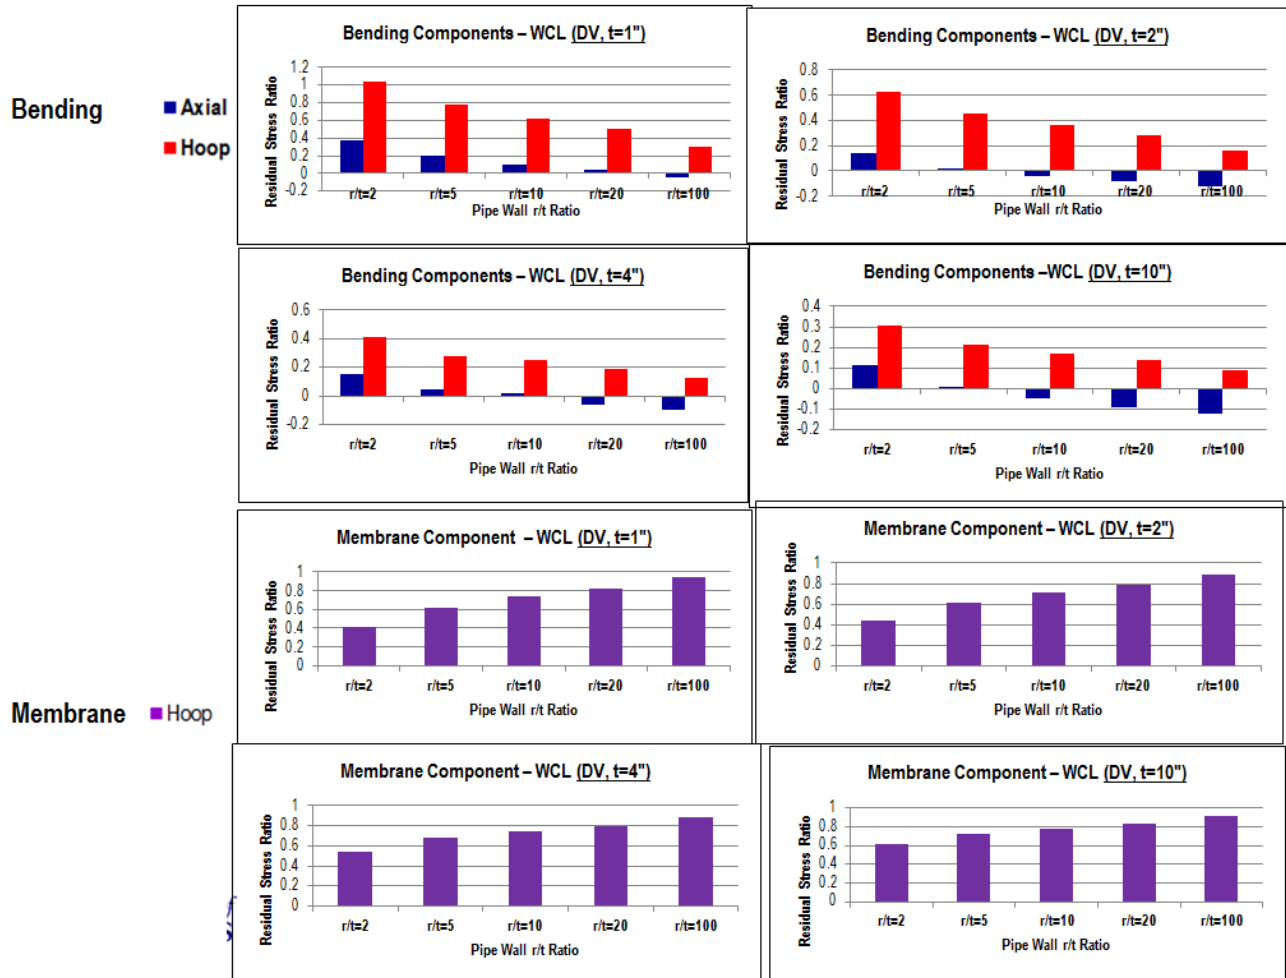 Bending
Axial
Hoop
Bending Components – WCL (DV, t=1")
Residual Stress Ratio
1.2
1
0.8
0.6
0.4
0.2
0
-0.2
r/t=2 r/t=5 r/t=10 r/t=20 r/t=100
Pipe Wall r/t Ratio
Bending Components – WCL (DV, t=2")
Residual Stress Ratio
0.8
0.6
0.4
0.2
0
-0.2
r/t=2 r/t=5 r/t=10 r/t=20 r/t=100
Pipe Wall r/t Ratio
Bending Components – WCL (DV, t=4")
Residual Stress Ratio
0.6
0.4
0.2
0
-0.2
r/t=2 r/t=5 r/t=10 r/t=20 r/t=100
Pipe Wall r/t Ratio
Bending Components –WCL (DV, t=10")
Residual Stress Ratio
0.4
0.3
0.2
0.1
0
-0.1
-0.2
r/t=2 r/t=5 r/t=10 r/t=20 r/t=100
Pipe Wall r/t Ratio
Membrane
Hoop
Membrane Component – WCL (DV, t=1")
Residual Stress Ratio
1
0.8
0.6
0.4
0.2
0
r/t=2 r/t=5 r/t=10 r/t=20 r/t=100
Pipe Wall r/t Ratio
Membrane Component – WCL (DV, t=2")
Residual Stress Ratio
1
0.8
0.6
0.4
0.2
0
r/t=2 r/t=5 r/t=10 r/t=20 r/t=100
Pipe Wall r/t Ratio
Membrane Component – WCL (DV, t=4")
Residual Stress Ratio
1
0.8
0.6
0.4
0.2
0
r/t=2 r/t=5 r/t=10 r/t=20 r/t=100
Pipe Wall r/t Ratio
Membrane Component – WCL (DV, t=10")
Residual Stress Ratio
1
0.8
0.6
0.4
0.2
0
r/t=2 r/t=5 r/t=10 r/t=20 r/t=100
Pipe Wall r/t Ratio